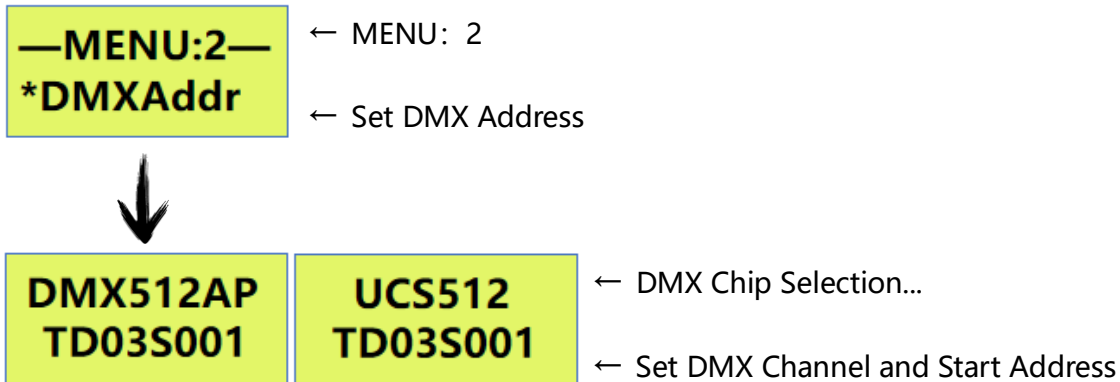 —MENU:2—
← MENU： 2
*DMXAddr
← Set DMX Address
DMX512AP
UCS512
← DMX Chip Selection...
TD03S001
TD03S001
← Set DMX Channel and Start Address